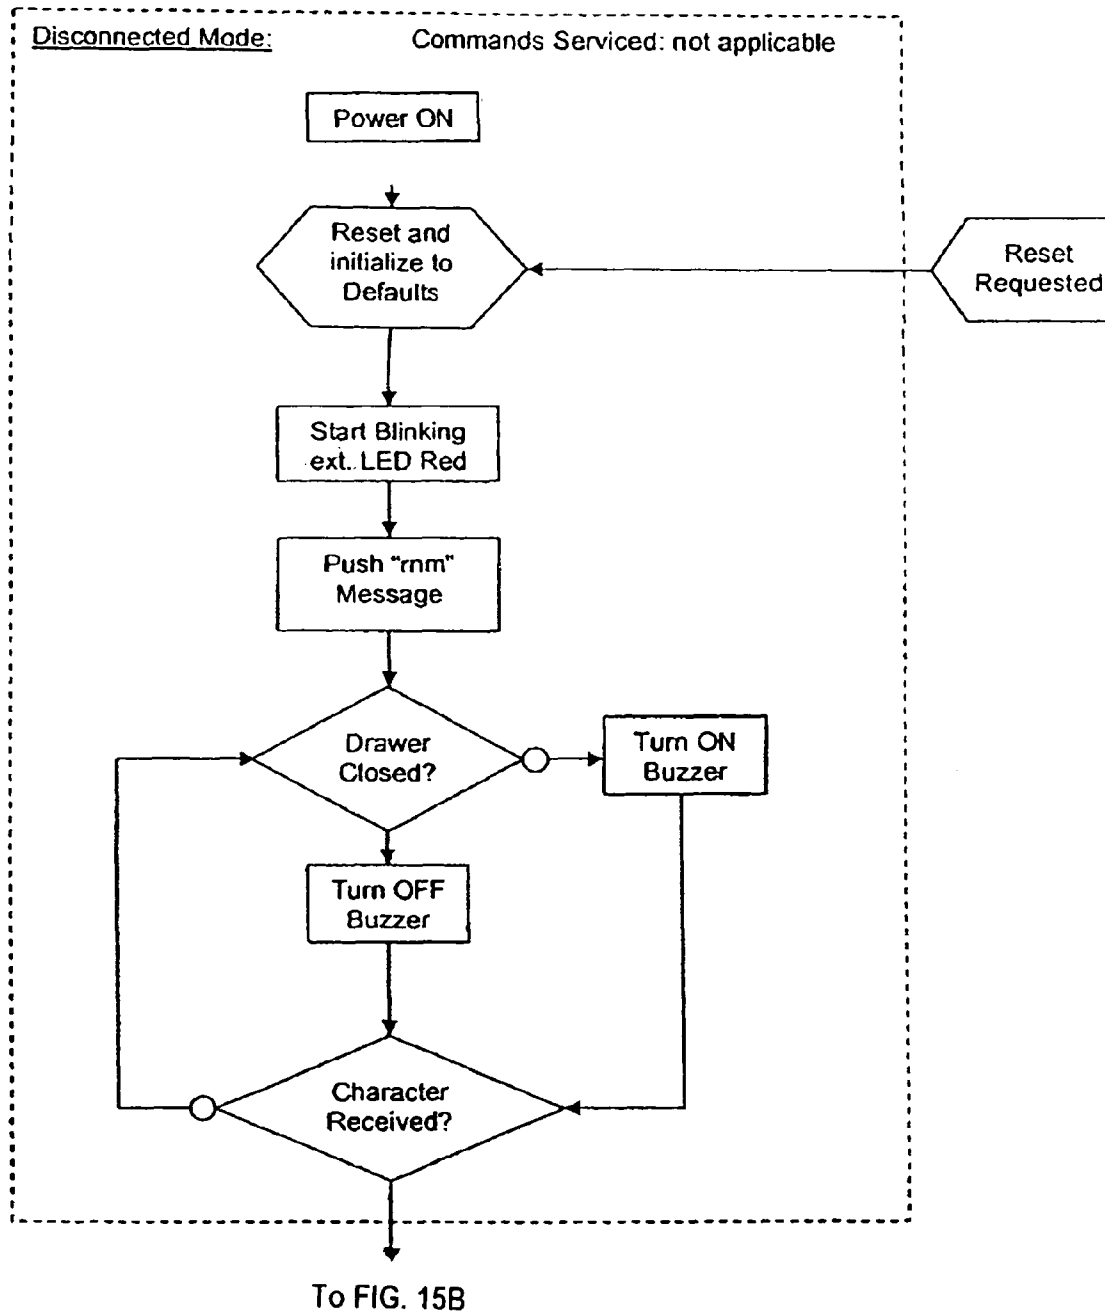 Disconnected Mode: Commands Serviced: not applicable
Power ON
Reset and
initialize to
Defaults
Reset
Requested
Start Blinking
ext. LED Red
Push "rnm"
Message
Drawer
Closed?
Turn ON
Buzzer
Turn OFF
Buzzer
Character
Received?
To FIG. 15B